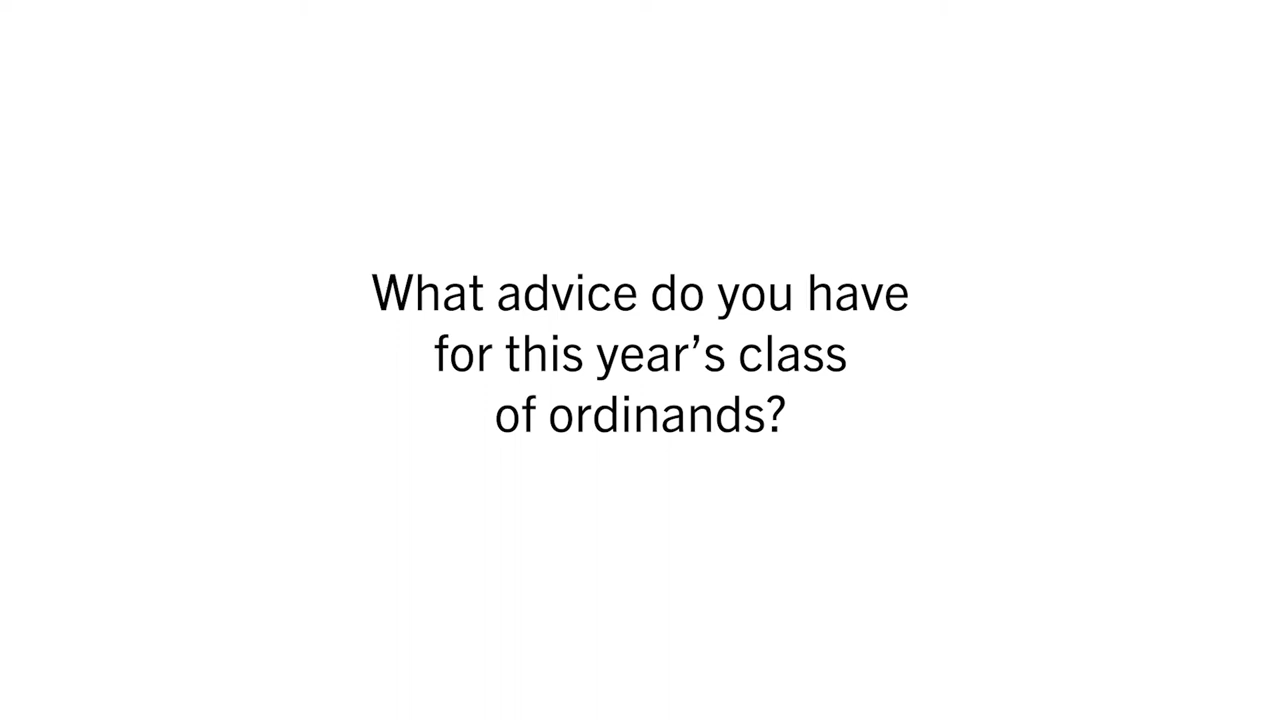 What advice do you have
for this year’s class
of ordinands?